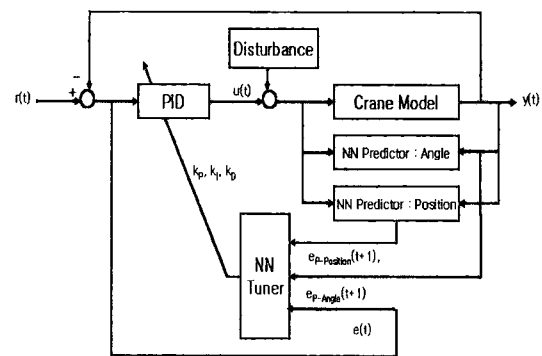 Disturbance
−
r(t)
+
PID
u(t)
Crane Model
y(t)
NN Predictor : Angle
kP, kI, kD
NN Predictor : Position
NN
Tuner
eP-Position(t+1),
eP-Angle(t+1)
e(t)